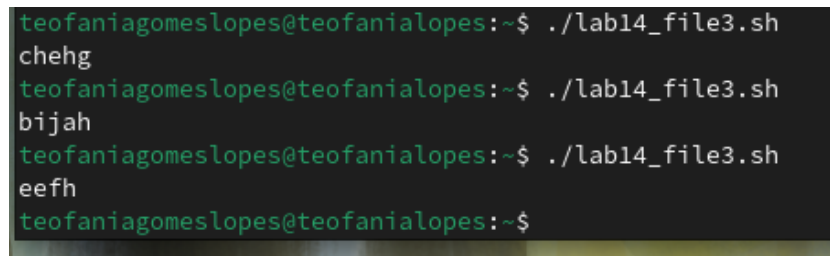 teofaniagomeslopes@teofanialopes:~$ ./lab14_file3.sh
chehg
teofaniagomeslopes@teofanialopes:~$ ./lab14_file3.sh
bijah
teofaniagomeslopes@teofanialopes:~$ ./lab14_file3.sh
eefh
teofaniagomeslopes@teofanialopes:~$